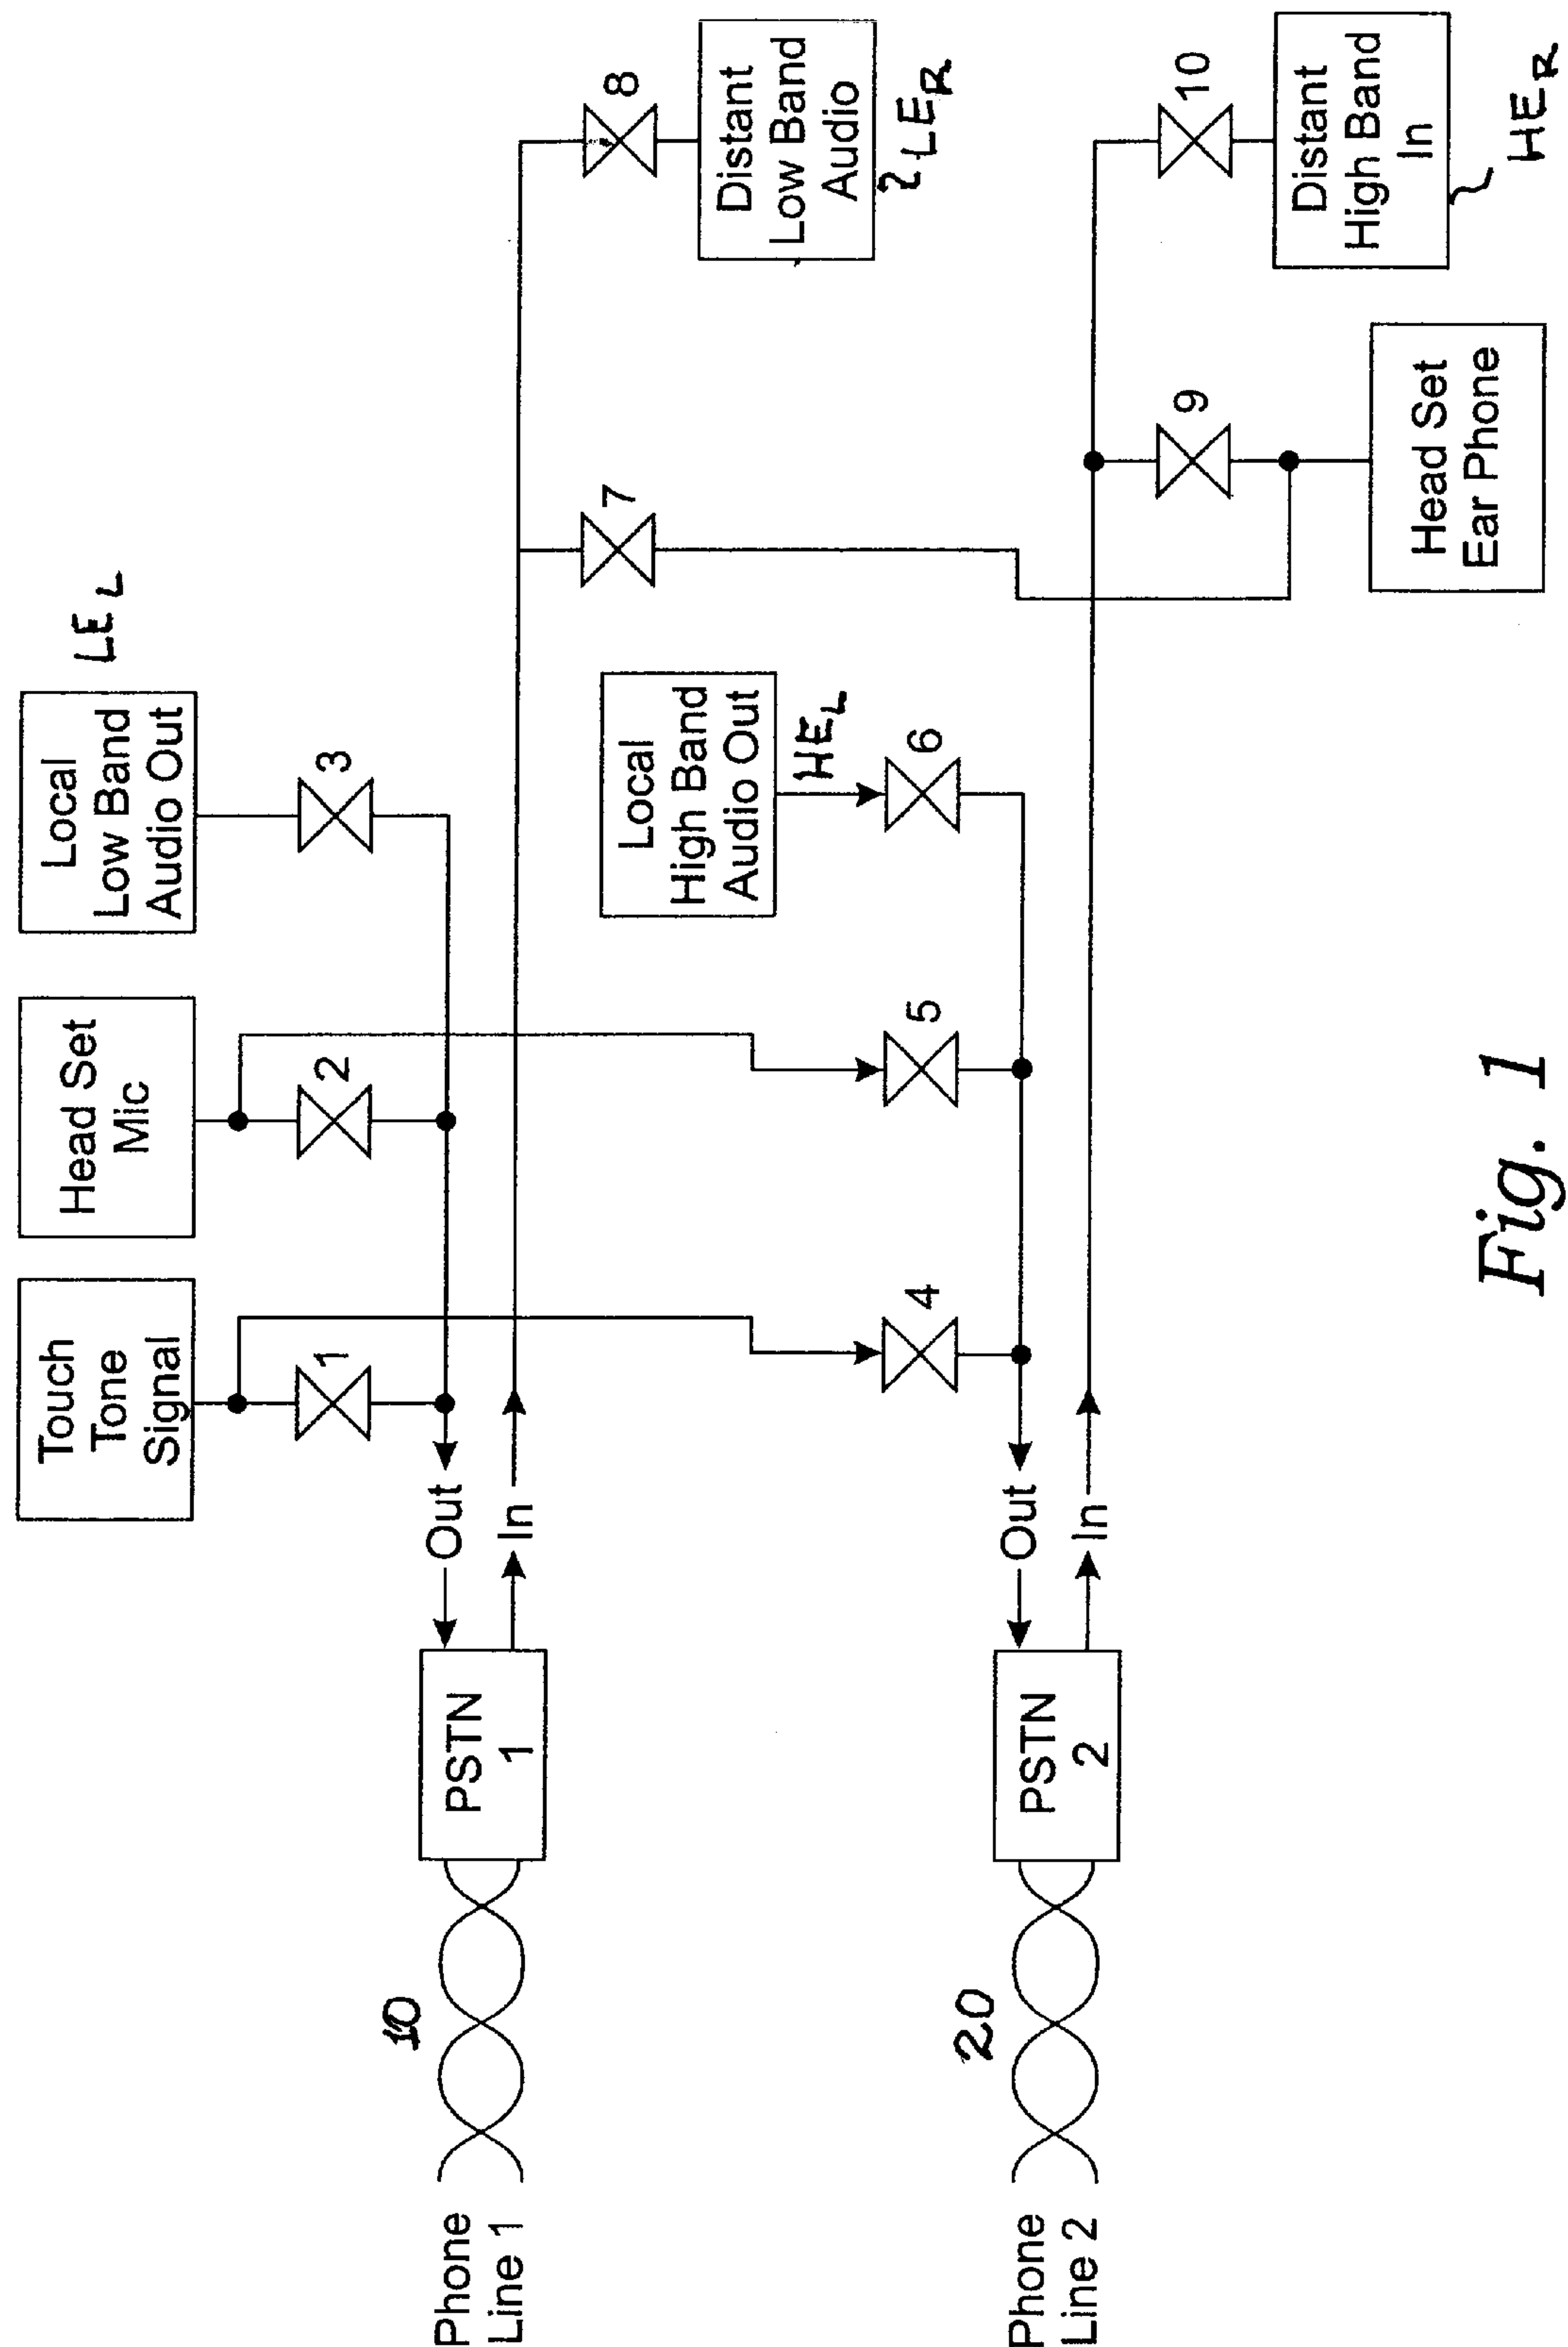 Touch
Tone
Signal
Head Set
Mic
Local
Low Band
Audio Out
LE L
1
2
3
10
Phone
Line 1
PSTN
1
Out
In
7
8
Distant
Low Band
Audio
LE R
Local
High Band
Audio Out
HE L
4
5
6
20
Phone
Line 2
PSTN
2
Out
In
9
10
Head Set
Ear Phone
Distant
High Band
In
HE R
Fig. 1